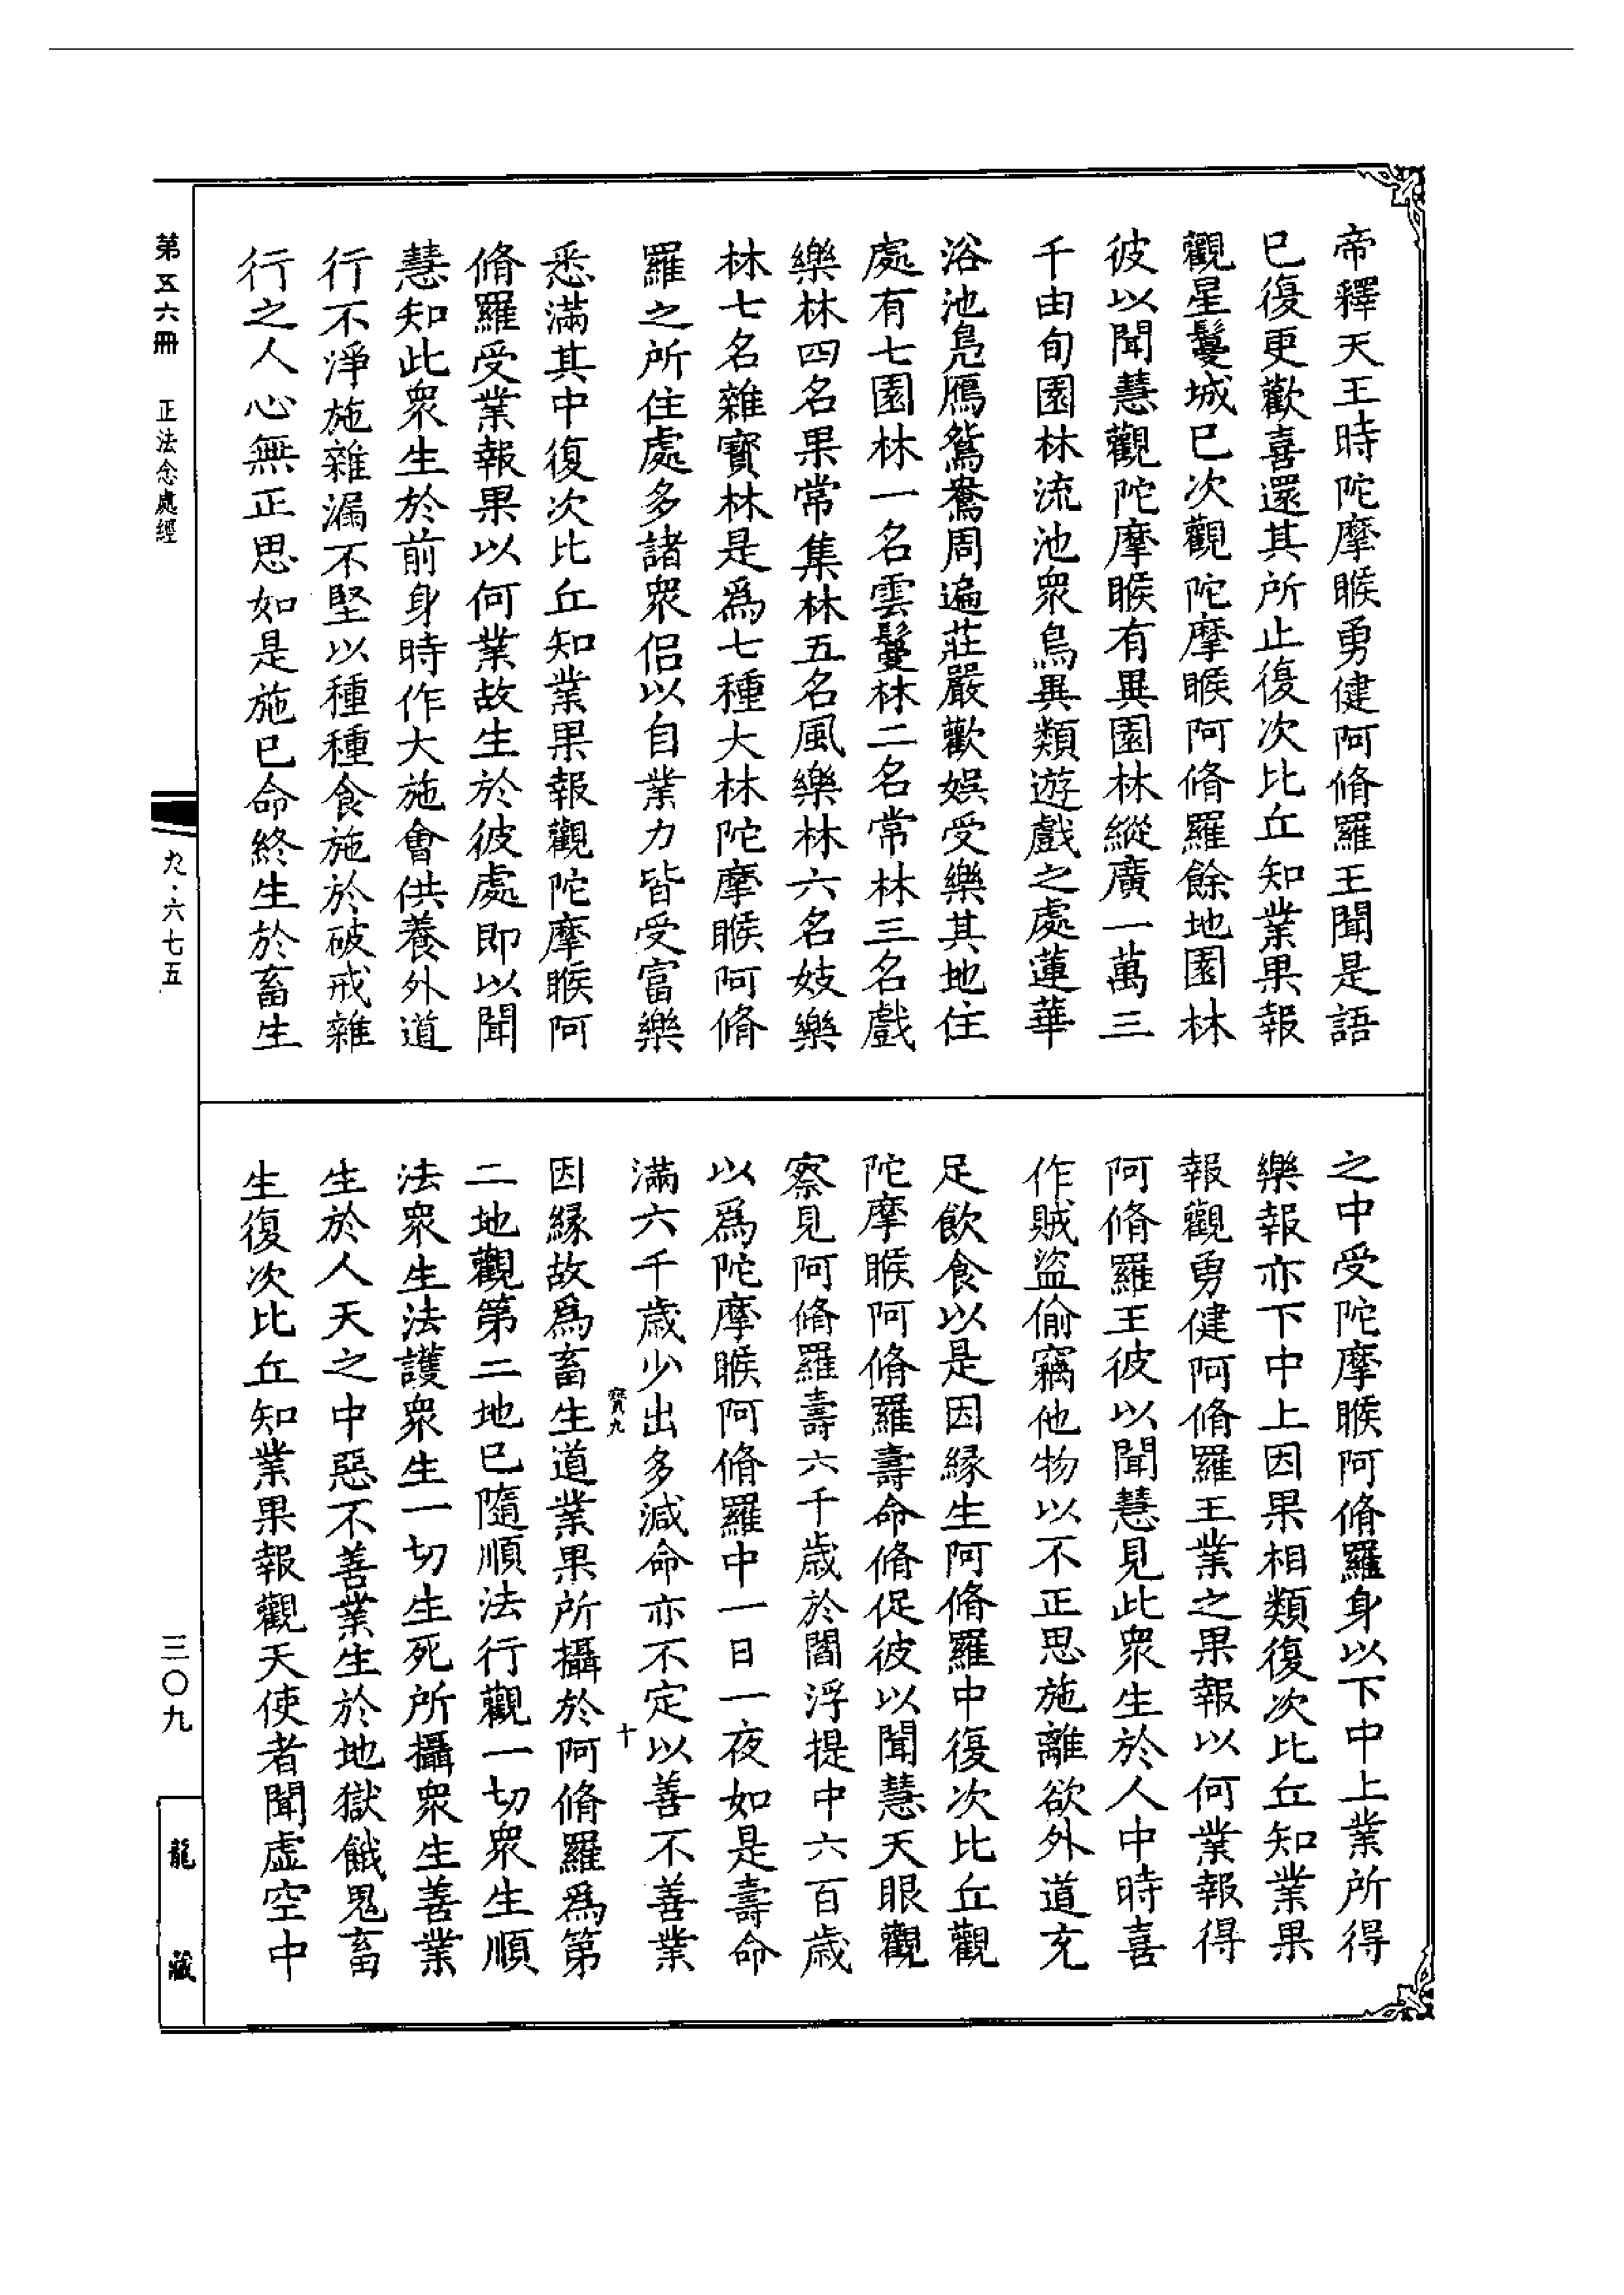 帝釋天王時陀摩睺勇健阿脩羅王聞是語
已復更歡喜還其所止復次比丘知業果報
觀星鬘城已次觀陀摩睺阿脩羅餘地園林
彼以聞慧觀陀摩睺有異園林縱廣一萬三
千由旬園林流池衆鳥異類遊戲之處蓮華
浴池鳧鴈鴛鴦周遍莊嚴歡娛受樂其地住
處有七園林一名雲鬘林二名常林三名戲
樂林四名果常集林五名風樂林六名妓樂
林七名雜寶林是爲七種大林陀摩睺阿脩
羅之所住處多諸衆侶以自業力皆受富樂
悉滿其中復次比丘知業果報觀陀摩睺阿
脩羅受業報果以何業故生於彼處即以聞
慧知此衆生於前身時作大施會供養外道
行不淨施雜漏不堅以種種食施於破戒雜
行之人心無正思如是施已命終生於畜生
之中受陀摩睺阿脩羅身以下中上業所得
樂報亦下中上因果相類復次比丘知業果
報觀勇健阿脩羅王業之果報以何業報得
阿脩羅王彼以聞慧見此衆生於人中時喜
作賊盜偷竊他物以不正思施離欲外道充
足飲食以是因緣生阿脩羅中復次比丘觀
陀摩睺阿脩羅壽命脩促彼以聞慧天眼觀
察見阿脩羅壽六千歲於閻浮提中六百歲
以爲陀摩睺阿脩羅中一日一夜如是壽命
滿六千歲少出多減命亦不定以善不善業
寶九
十
因緣故爲畜生道業果所攝於阿脩羅爲第
二地觀第二地已隨順法行觀一切衆生順
法衆生法護衆生一切生死所攝衆生善業
生於人天之中惡不善業生於地獄餓鬼畜
生復次比丘知業果報觀天使者聞虛空中
第五六冊
正法念處經
九·六七五
三〇九
龍藏